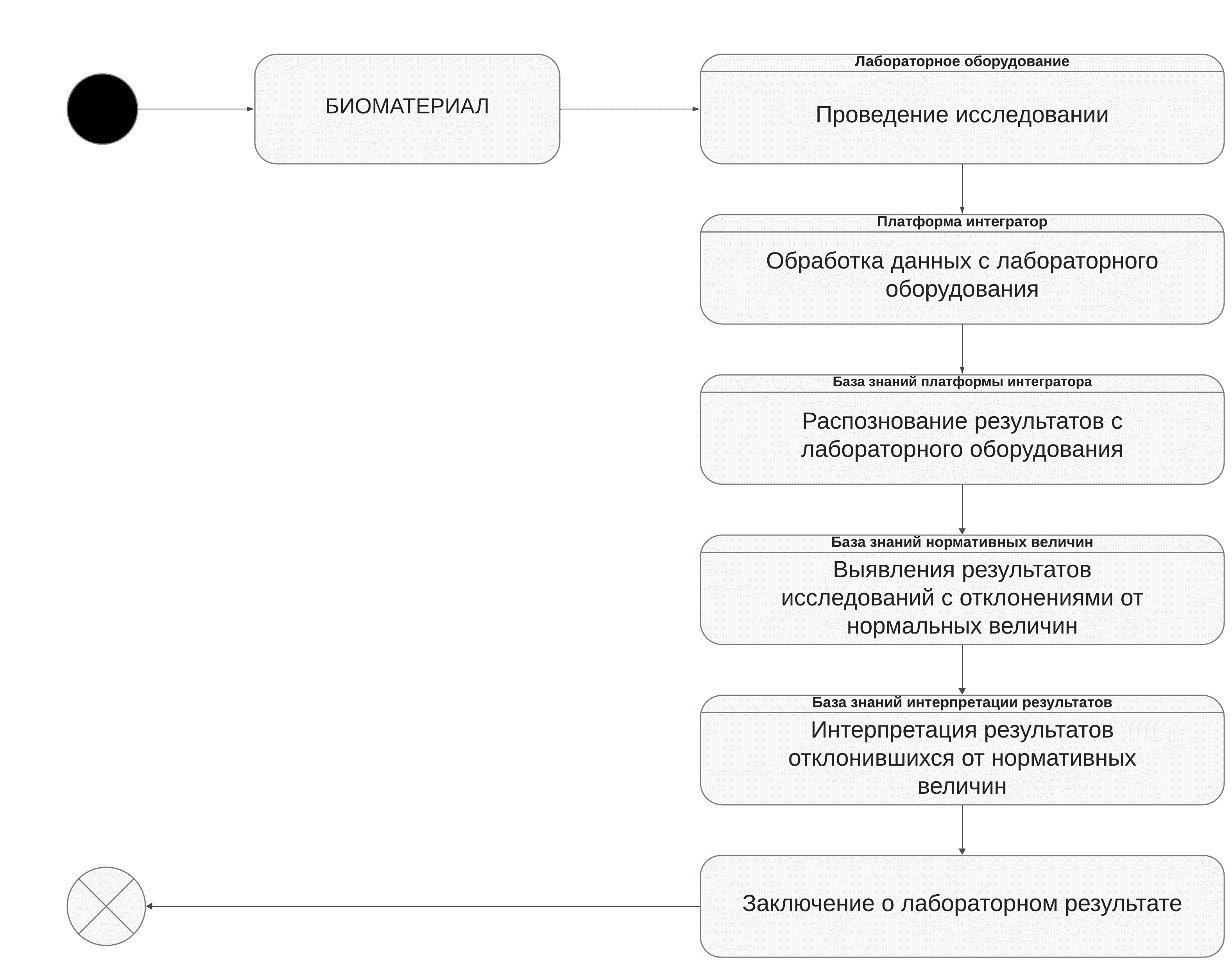 БИОМАТЕРИАЛ
Лабораторное оборудование
Проведение исследовании
Платформа интегратор
Обработка данных с лабораторного
оборудования
База знаний платформы интегратора
Распознование результатов с
лабораторного оборудования
База знаний нормативных величин
Выявления результатов
исследований с отклонениями от
нормальных величин
База знаний интерпретации результатов
Интерпретация результатов
отклонившихся от нормативных
величин
Заключение о лабораторном результате